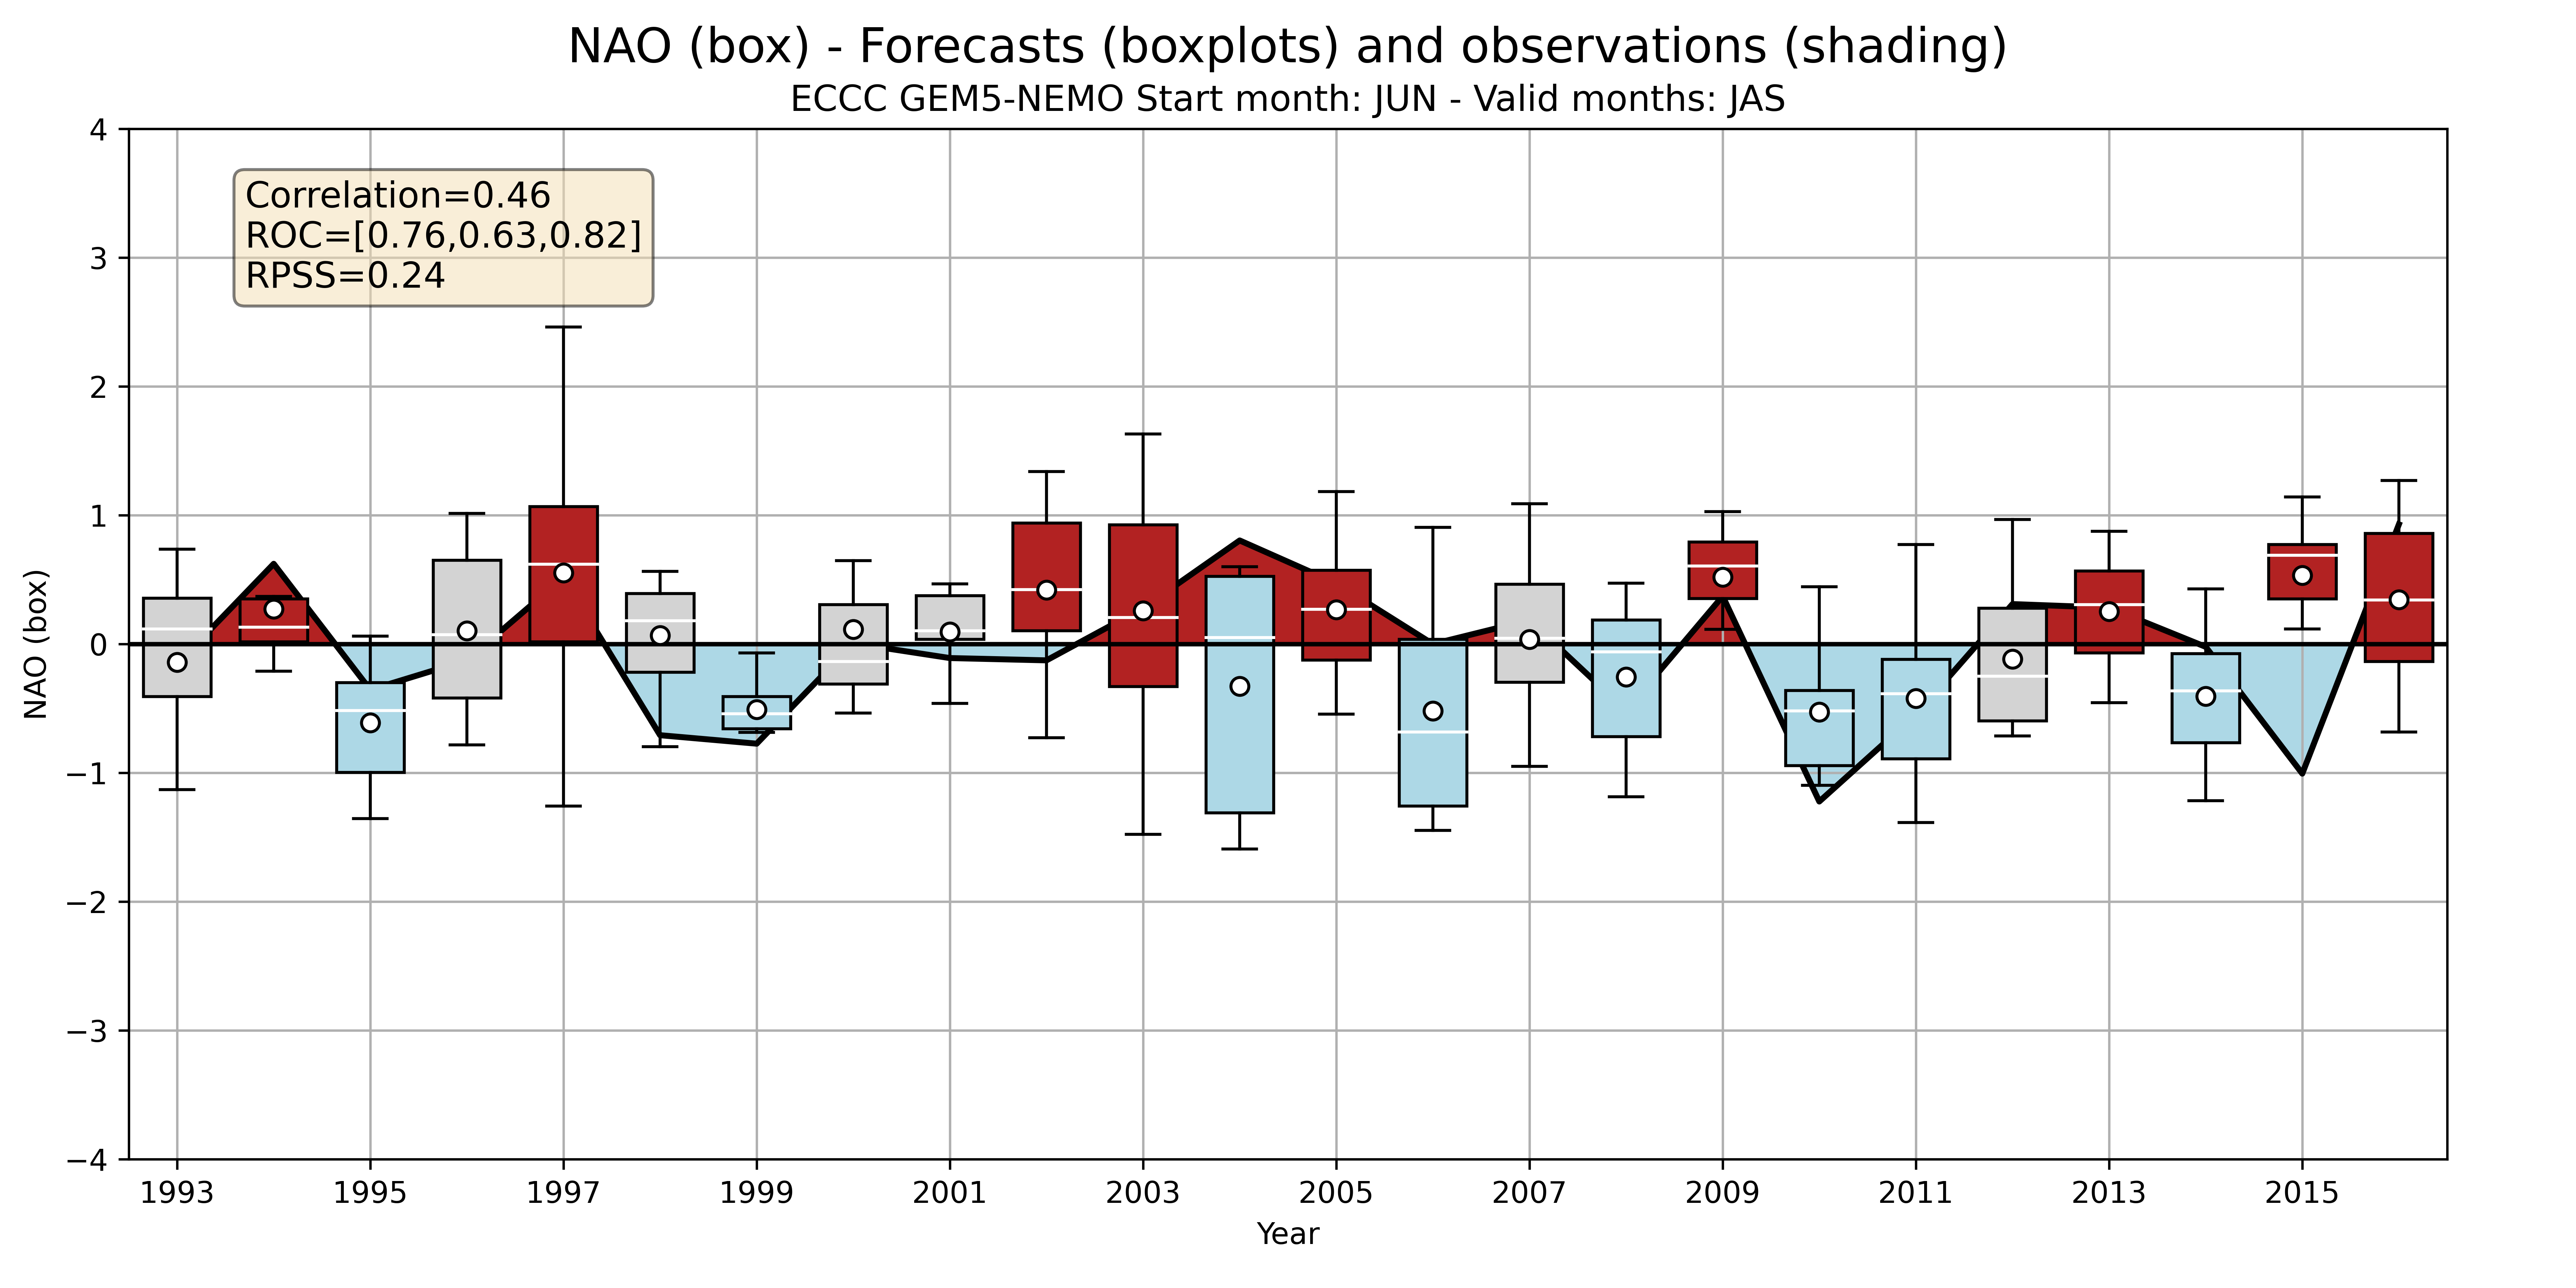 NAO (box) - Forecasts (boxplots) and observations (shading)
ECCC GEM5-NEMO Start month: JUN - Valid months: JAS
Correlation=0.46
ROC=[0.76,0.63,0.82]
RPSS=0.24
NAO (box)
4
3
2
1
0
−1
−2
−3
−4
1993 1995 1997 1999 2001 2003 2005 2007 2009 2011 2013 2015
Year